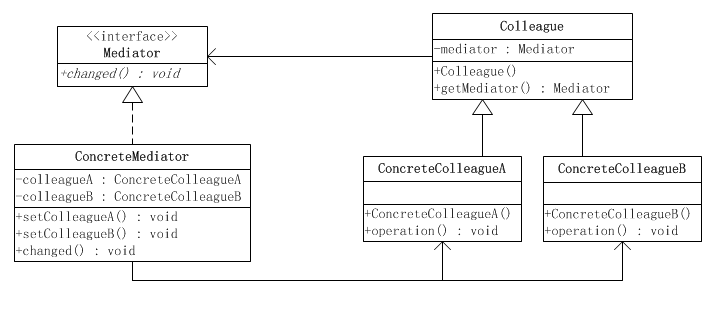 <<interface>>
Mediator
+changed() : void
Colleague
-mediator : Mediator
+Colleague()
+getMediator() : Mediator
ConcreteMediator
-colleagueA : ConcreteColleagueA
-colleagueB : ConcreteColleagueB
+setColleagueA() : void
+setColleagueB() : void
+changed() : void
ConcreteColleagueA
+ConcreteColleagueA()
+operation() : void
ConcreteColleagueB
+ConcreteColleagueB()
+operation() : void